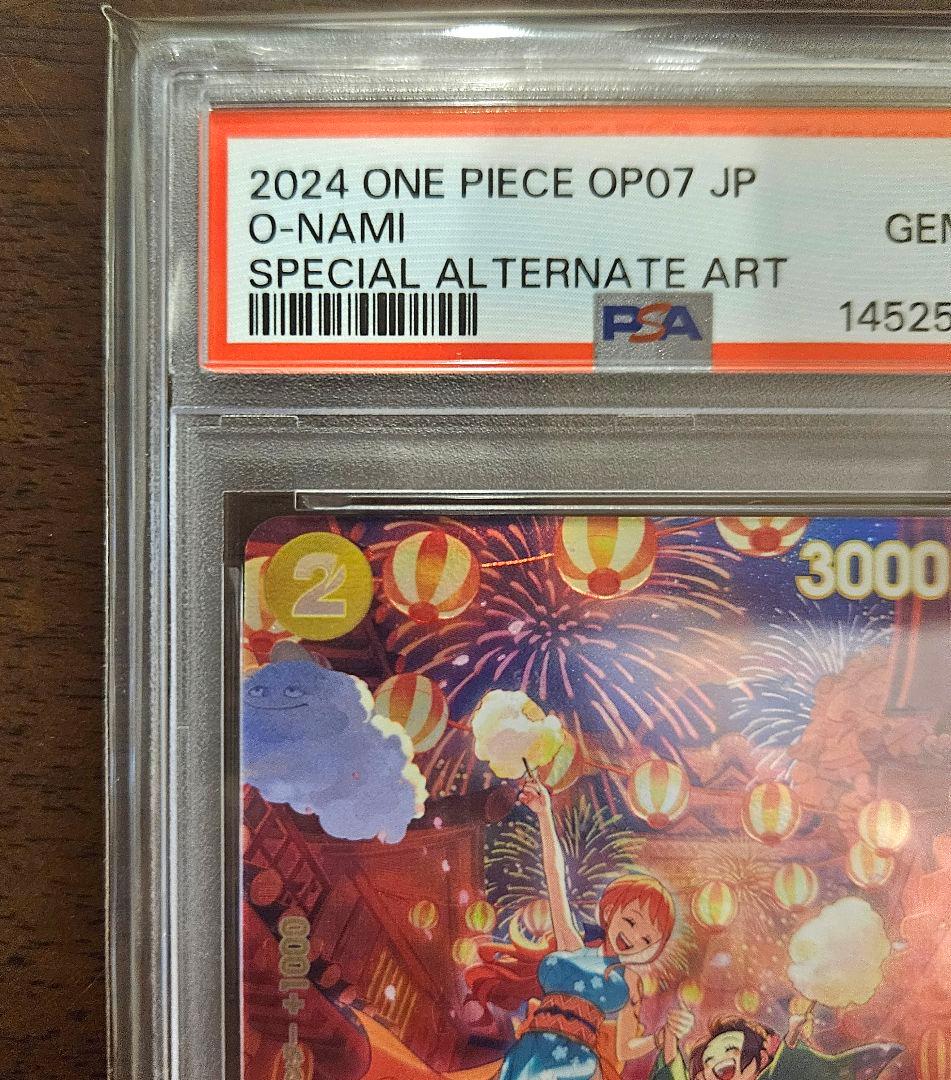 2024 ONE PIECE OP07 JP
O-NAMI
GEM
SPECIAL ALTERNATE ART
PSA
14525
2
3000
+1000